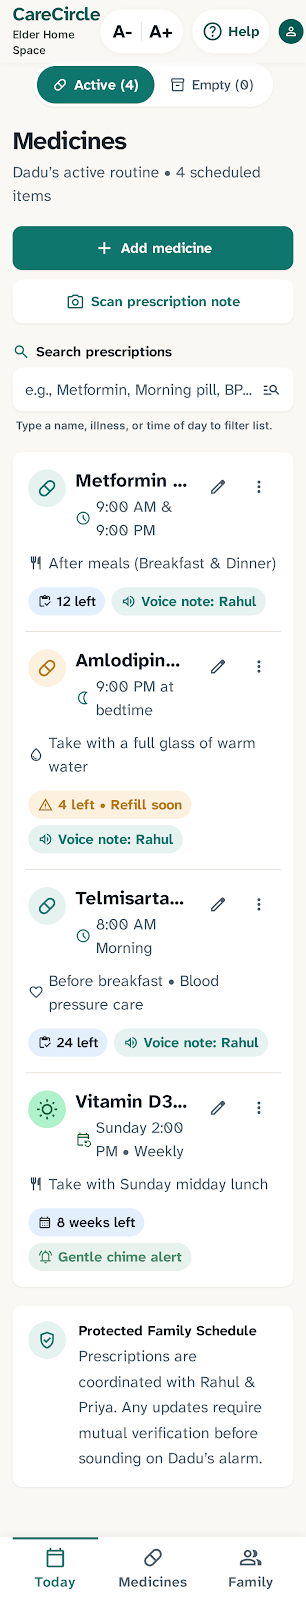 CareCircle
Elder Home
Space
A-
A+
Help
Active (4)
Empty (0)
Medicines
Dadu's active routine • 4 scheduled
items
+ Add medicine
Scan prescription note
Search prescriptions
e.g., Metformin, Morning pill, BP...
Type a name, illness, or time of day to filter list.
Metformin ...
9:00 AM &
9:00 PM
After meals (Breakfast & Dinner)
12 left
Voice note: Rahul
Amlodipin...
9:00 PM at
bedtime
Take with a full glass of warm
water
4 left • Refill soon
Voice note: Rahul
Telmisarta...
8:00 AM
Morning
Before breakfast • Blood
pressure care
24 left
Voice note: Rahul
Vitamin D3...
Sunday 2:00
PM • Weekly
Take with Sunday midday lunch
8 weeks left
Gentle chime alert
Protected Family Schedule
Prescriptions are
coordinated with Rahul &
Priya. Any updates require
mutual verification before
sounding on Dadu's alarm.
Today
Medicines
Family